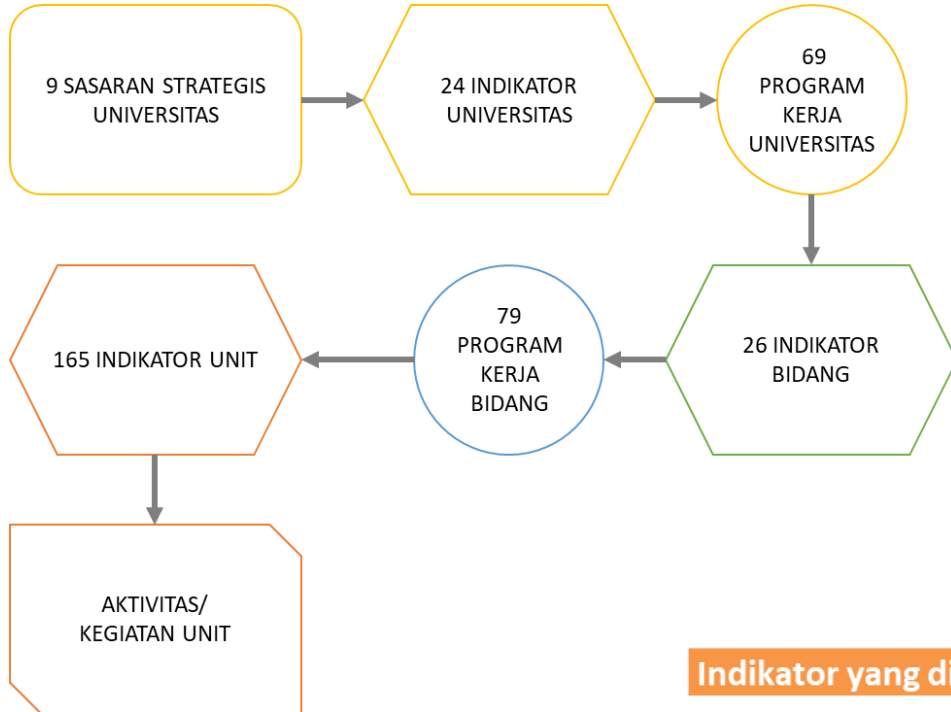 9 SASARAN STRATEGIS
UNIVERSITAS
24 INDIKATOR
UNIVERSITAS
69
PROGRAM
KERJA
UNIVERSITAS
165 INDIKATOR UNIT
79
PROGRAM
KERJA
BIDANG
26 INDIKATOR
BIDANG
AKTIVITAS/
KEGIATAN UNIT
Indikator yang di